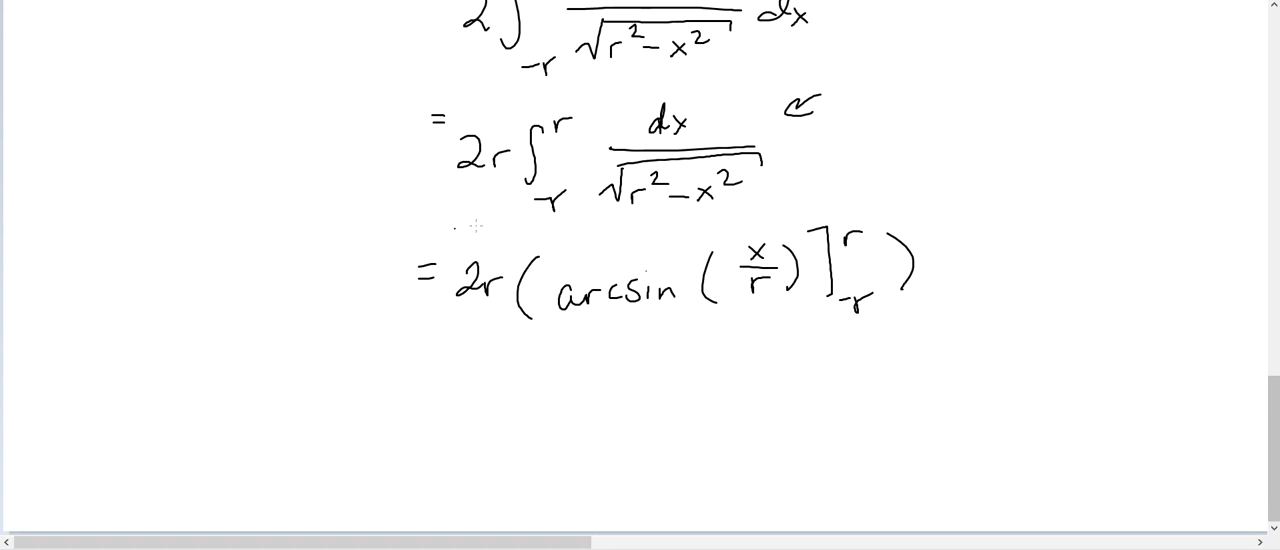 2∫_{-r} ─── / √(r² - x²) dx
= 2r ∫_{-r}^{r} dx / √(r² - x²)
= 2r ( arcsin ( x/r ) ]_{-r}^{r} )